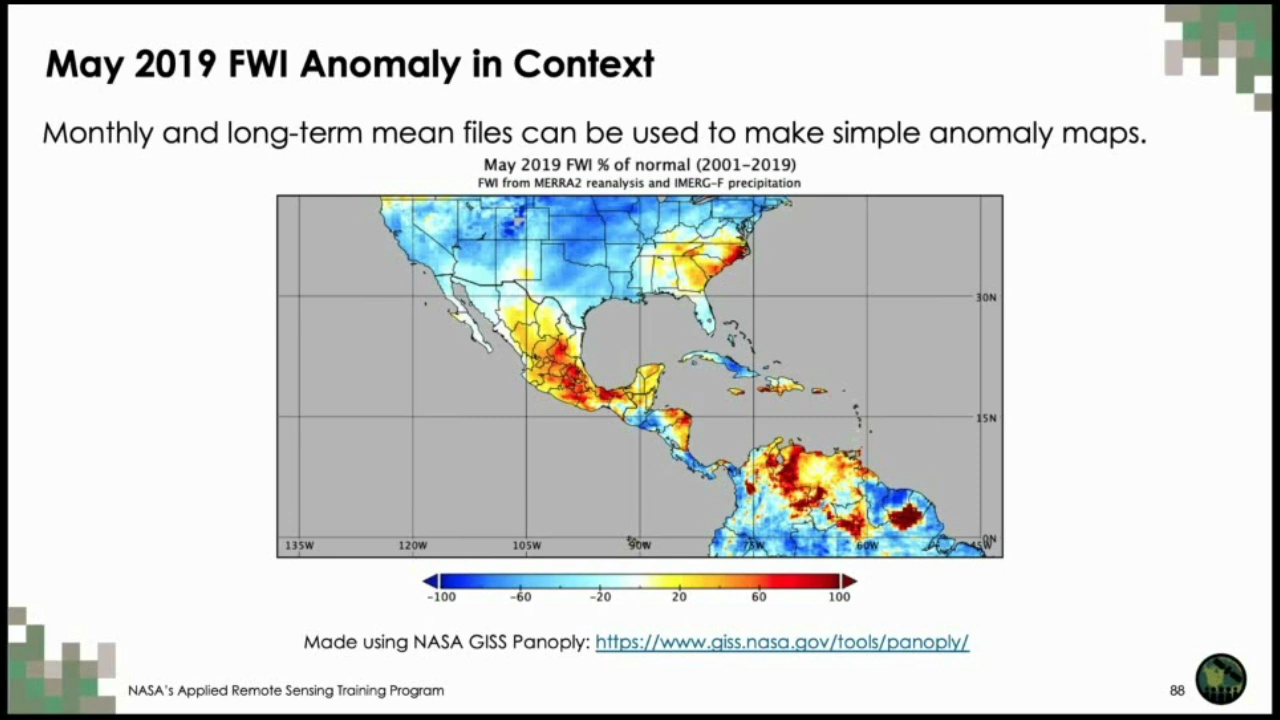 May 2019 FWI Anomaly in Context
Monthly and long-term mean files can be used to make simple anomaly maps.
May 2019 FWI % of normal (2001-2019)
FWI from MERRA2 reanalysis and IMERG-F precipitation
30N
15N
0N
135W 120W 105W 90W 75W 60W 45W
-100 -60 -20 20 60 100
Made using NASA GISS Panoply: https://www.giss.nasa.gov/tools/panoply/
NASA's Applied Remote Sensing Training Program
88